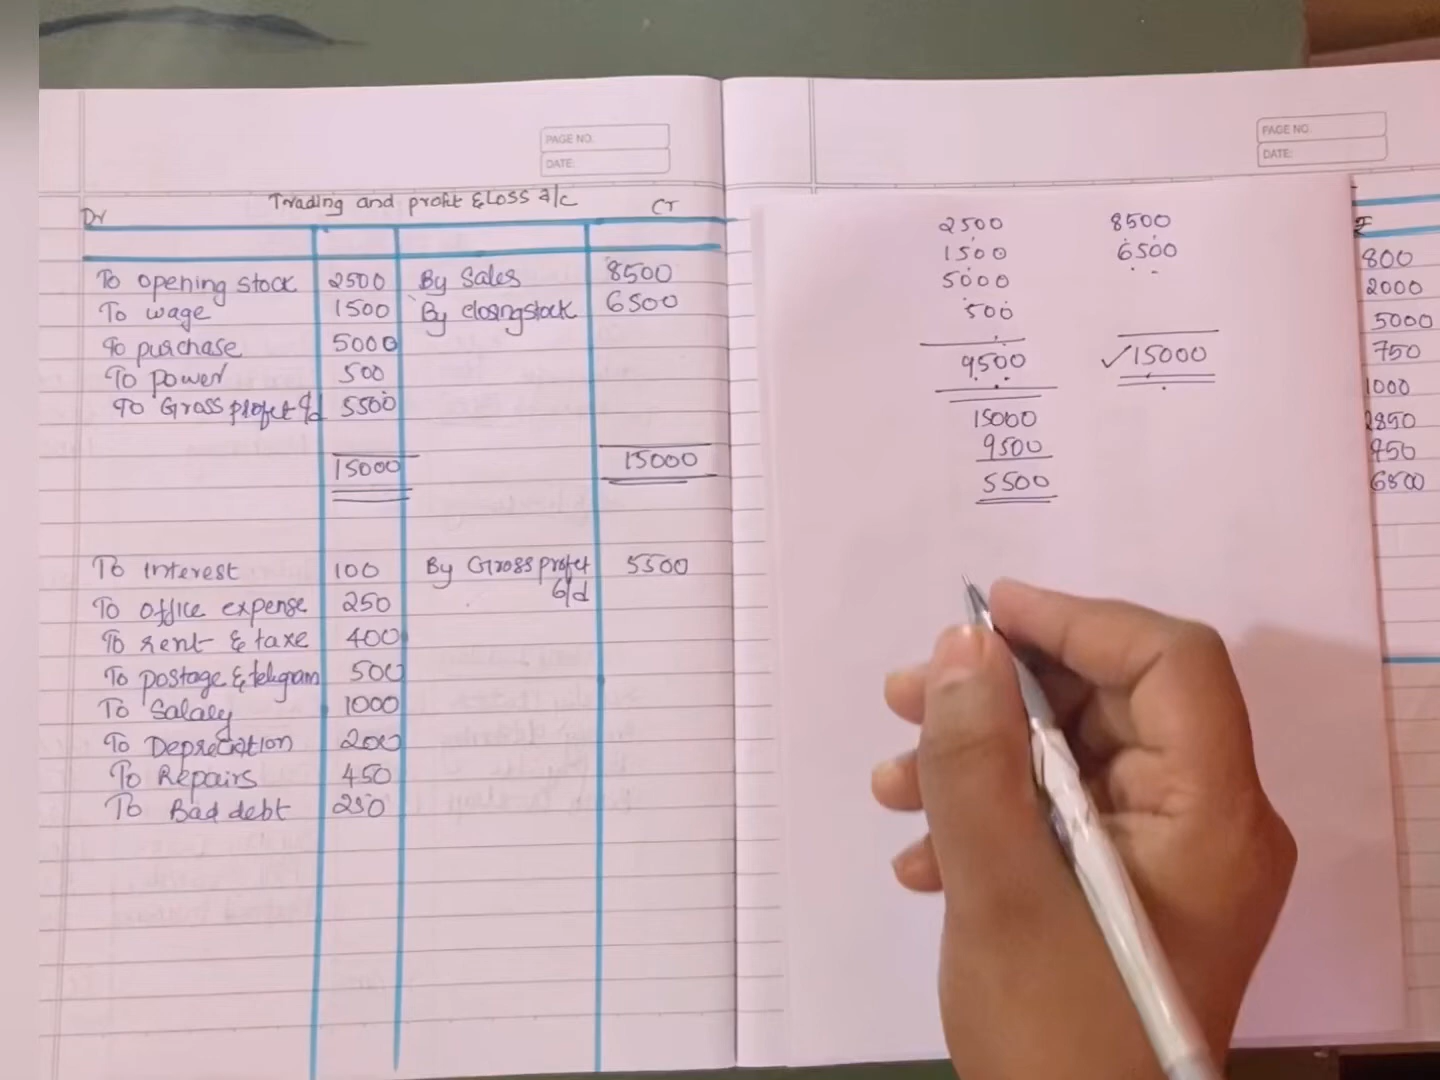 PAGE NO.
DATE:
Trading and profit & Loss a/c
Dr
Cr
To opening stock 2500 By Sales 8500
To wage 1500 By closing stock 6500
To purchase 5000
To power 500
To Gross profit c/d 5500
15000 15000
To Interest 100 By Gross profit 5500
b/d
To office expense 250
To rent & taxe 400
To postage & telegram 500
To Salary 1000
To Depreciation 200
To Repairs 450
To Bad debt 250
PAGE NO.
DATE:
2500 8500
1500 6500
5000
500
9500 ✓15000
15000
9500
5500
₹
800
2000
5000
750
1000
2850
6800